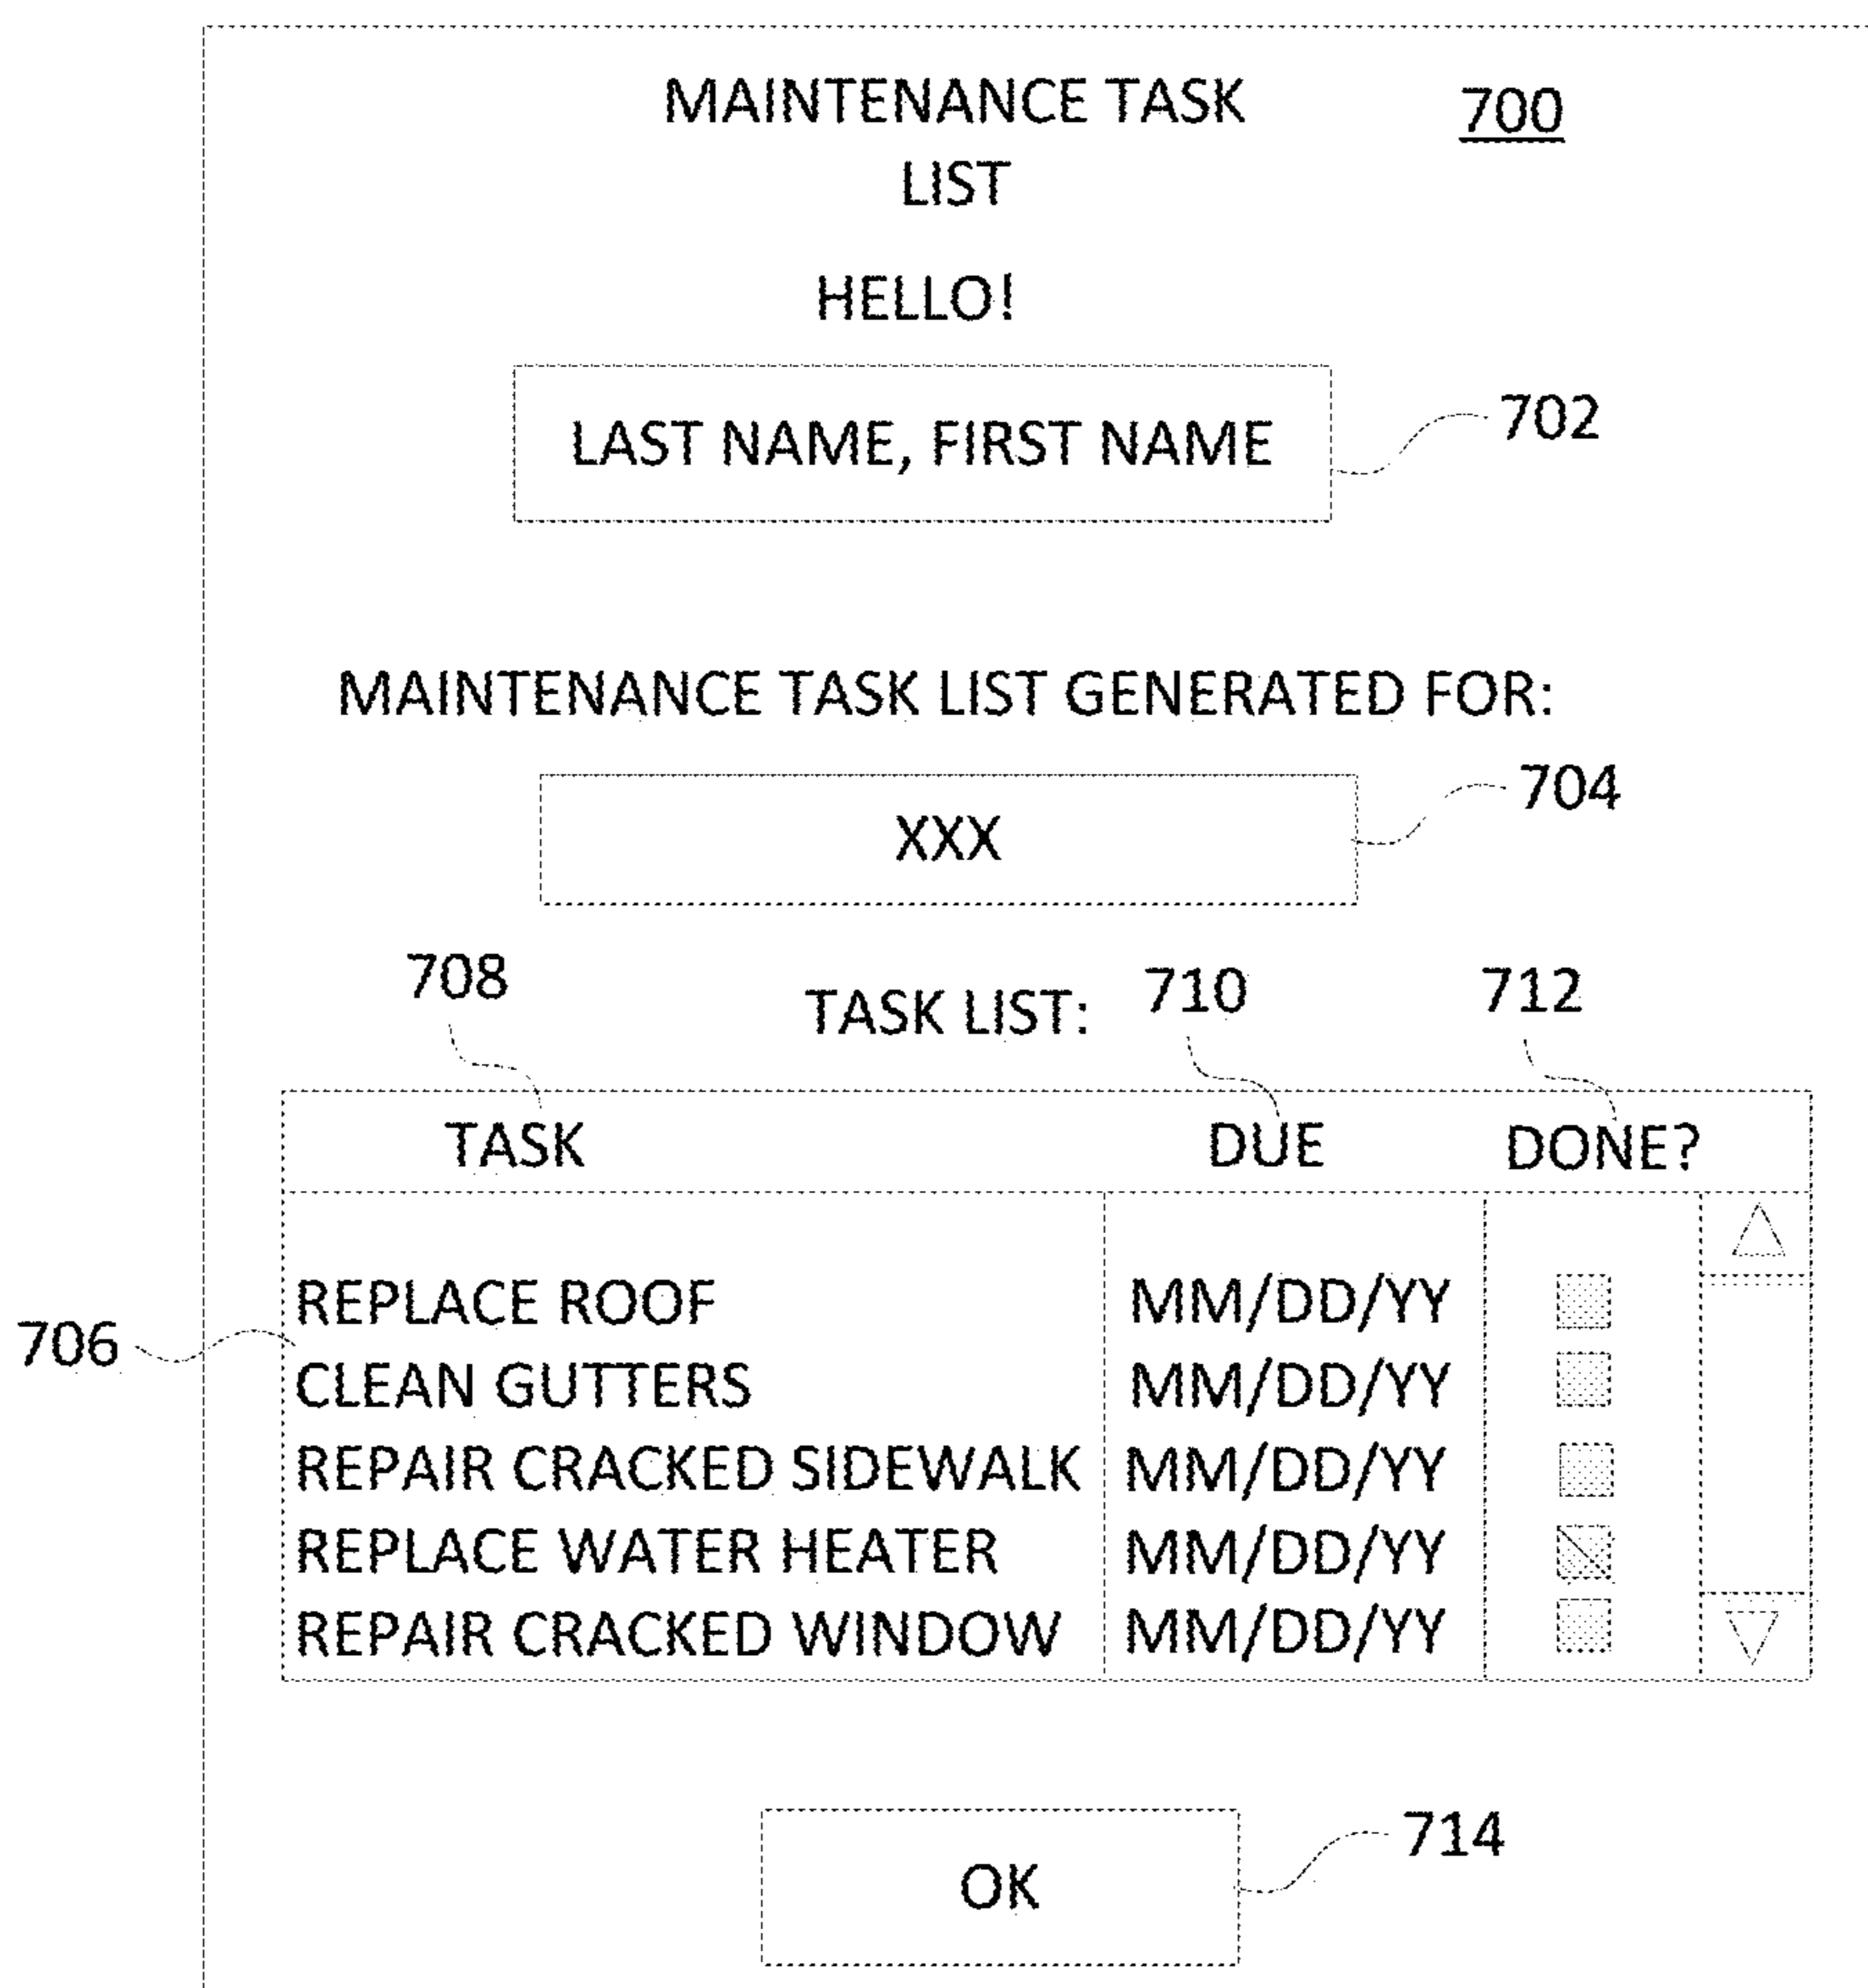 MAINTENANCE TASK 700
LIST
HELLO!
LAST NAME, FIRST NAME 702
MAINTENANCE TASK LIST GENERATED FOR:
XXX 704
708 TASK LIST: 710 712
TASK DUE DONE?
REPLACE ROOF MM/DD/YY
706
CLEAN GUTTERS MM/DD/YY
REPAIR CRACKED SIDEWALK MM/DD/YY
REPLACE WATER HEATER MM/DD/YY
REPAIR CRACKED WINDOW MM/DD/YY
OK 714